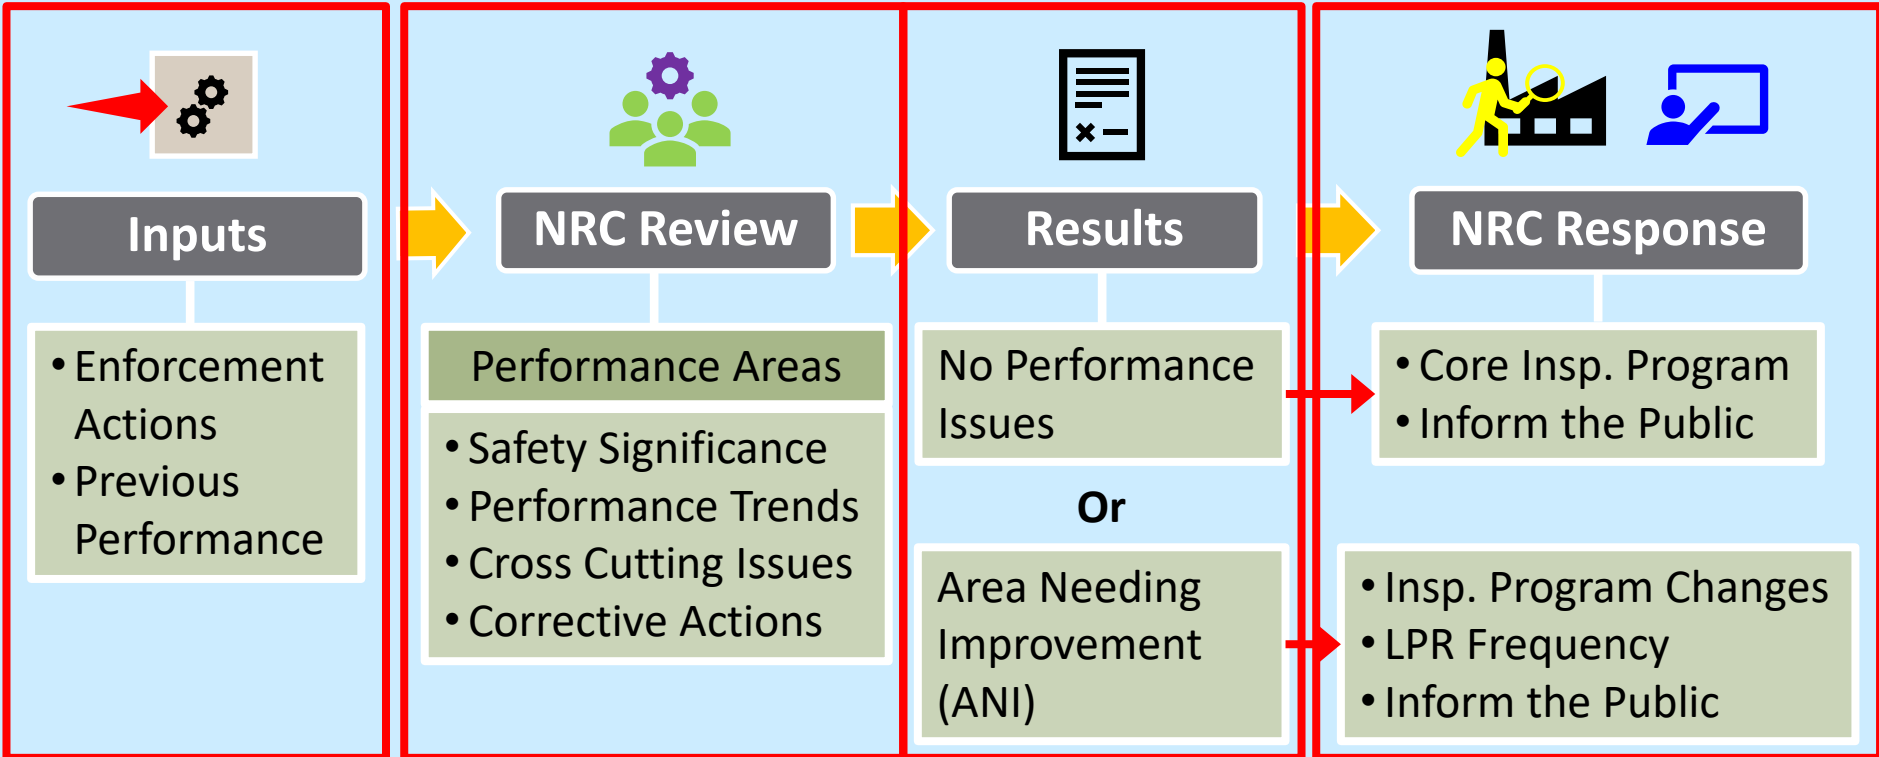 Inputs
• Enforcement
Actions
• Previous
Performance
NRC Review
Performance Areas
• Safety Significance
• Performance Trends
• Cross Cutting Issues
• Corrective Actions
Results
No Performance
Issues
Or
Area Needing
Improvement
(ANI)
NRC Response
• Core Insp. Program
• Inform the Public
• Insp. Program Changes
• LPR Frequency
• Inform the Public